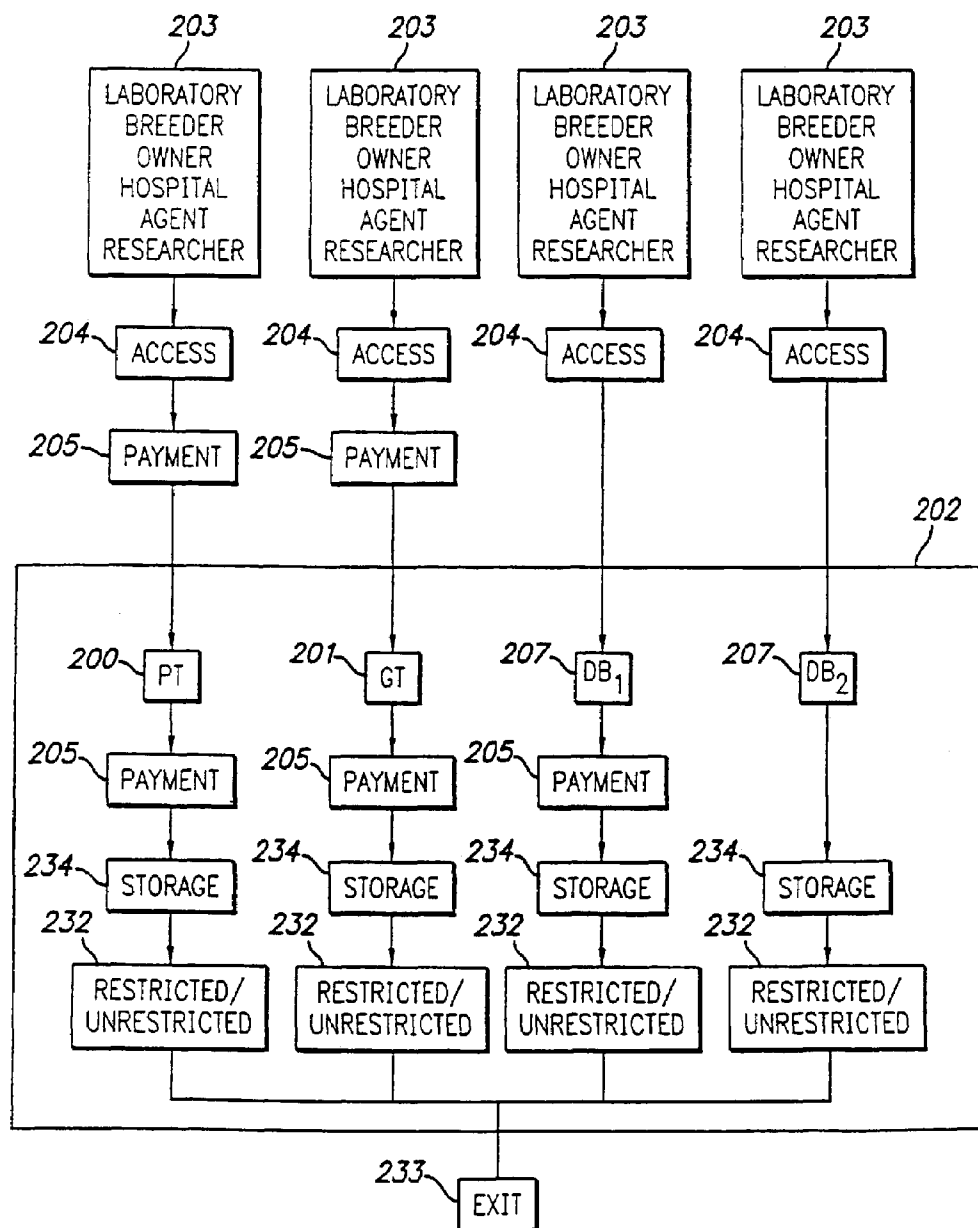 203 203 203 203
LABORATORY LABORATORY LABORATORY LABORATORY
BREEDER BREEDER BREEDER BREEDER
OWNER OWNER OWNER OWNER
HOSPITAL HOSPITAL HOSPITAL HOSPITAL
AGENT AGENT AGENT AGENT
RESEARCHER RESEARCHER RESEARCHER RESEARCHER
204 ACCESS 204 ACCESS 204 ACCESS 204 ACCESS
205 PAYMENT 205 PAYMENT
202
200 PT 201 GT 207 DB1 207 DB2
205 PAYMENT 205 PAYMENT 205 PAYMENT
234 STORAGE 234 STORAGE 234 STORAGE 234 STORAGE
232 232 232 232
RESTRICTED/ RESTRICTED/ RESTRICTED/ RESTRICTED/
UNRESTRICTED UNRESTRICTED UNRESTRICTED UNRESTRICTED
233 EXIT